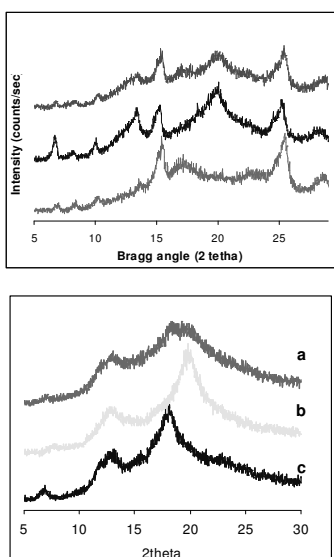 Intensity (counts/sec)
5 10 15 20 25
Bragg angle (2 tetha)
a
b
c
5 10 15 20 25 30
2theta